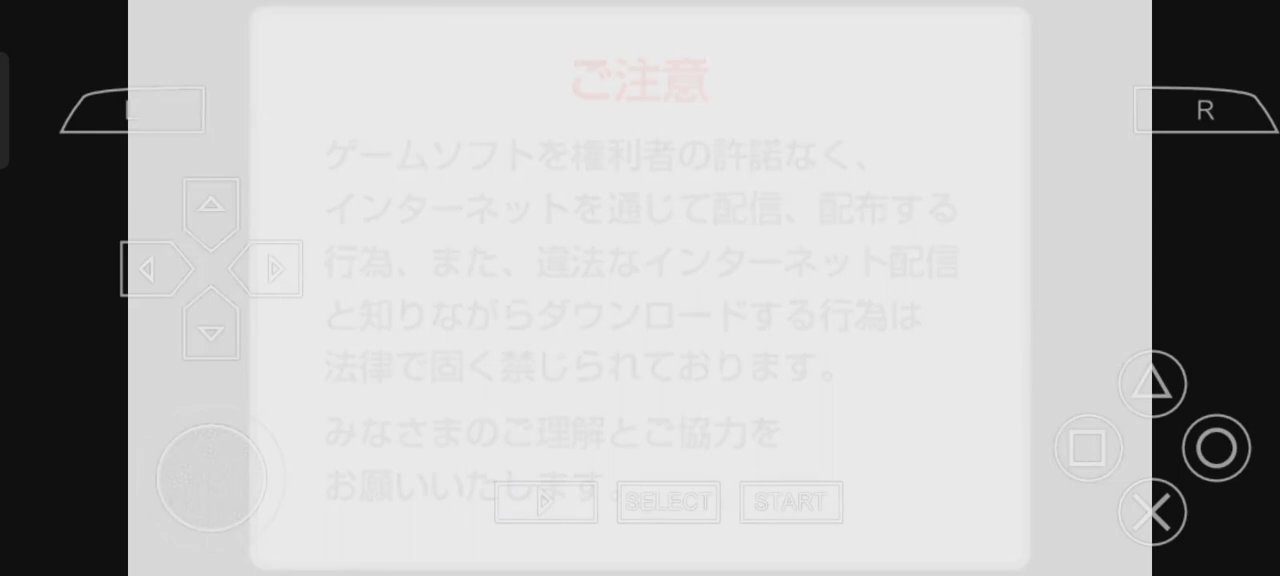 ご注意
L
R
ゲームソフトを権利者の許諾なく、
インターネットを通じて配信、配布する
行為、また、違法なインターネット配信
と知りながらダウンロードする行為は
法律で固く禁じられております。
みなさまのご理解とご協力を
お願いいたします。
SELECT
START